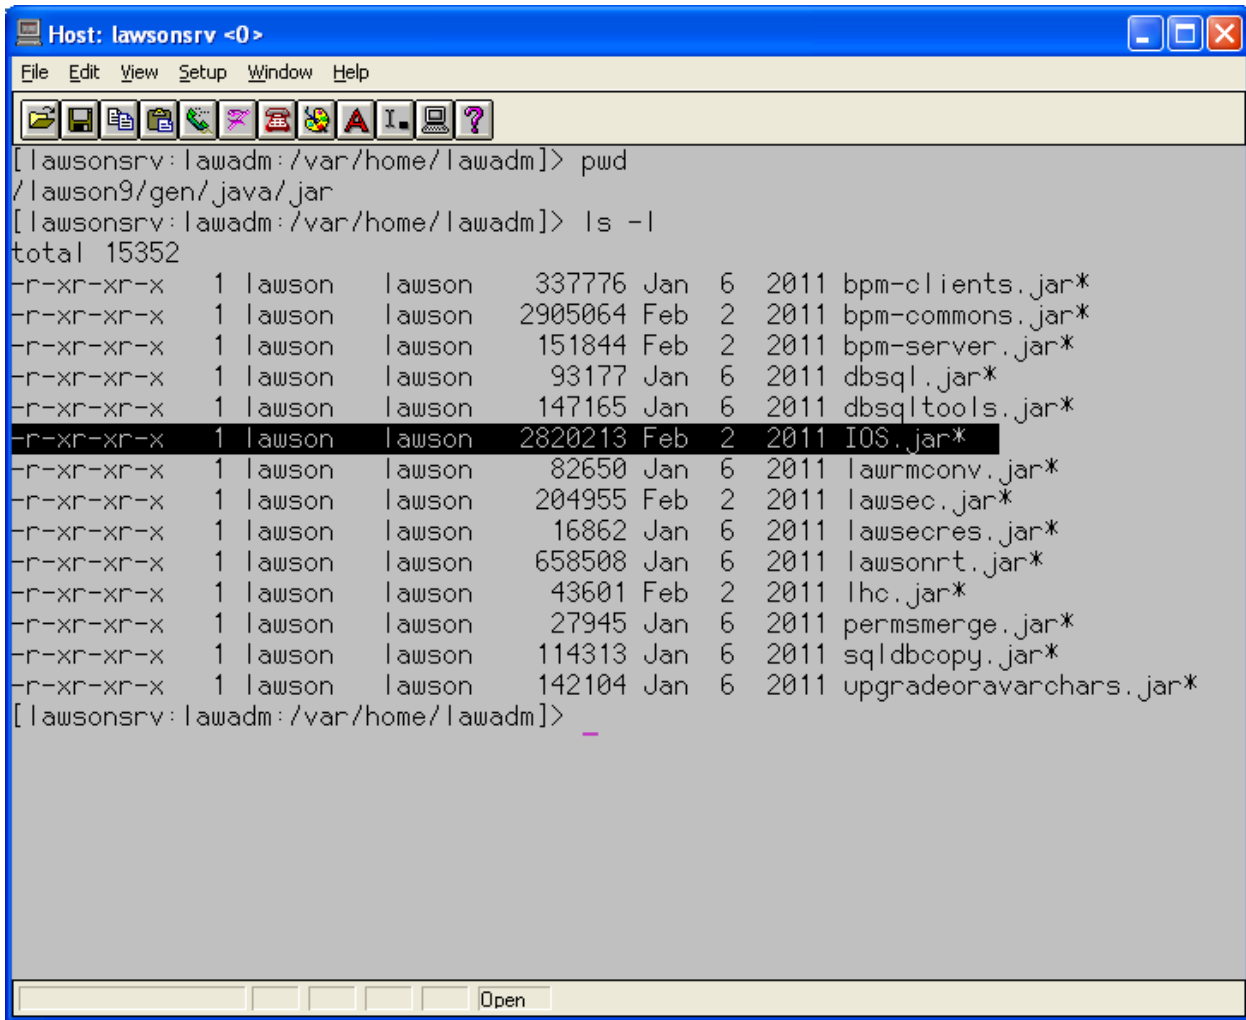 Host: lawsonsrv <0>
File Edit View Setup Window Help
[lawsonsrv:lawadm:/var/home/lawadm]> pwd
/lawson9/gen/java/jar
[lawsonsrv:lawadm:/var/home/lawadm]> ls -l
total 15352
-r-xr-xr-x 1 lawson lawson 337776 Jan 6 2011 bpm-clients.jar*
-r-xr-xr-x 1 lawson lawson 2905064 Feb 2 2011 bpm-commons.jar*
-r-xr-xr-x 1 lawson lawson 151844 Feb 2 2011 bpm-server.jar*
-r-xr-xr-x 1 lawson lawson 93177 Jan 6 2011 dbsql.jar*
-r-xr-xr-x 1 lawson lawson 147165 Jan 6 2011 dbsqltools.jar*
-r-xr-xr-x 1 lawson lawson 2820213 Feb 2 2011 IOS.jar*
-r-xr-xr-x 1 lawson lawson 82650 Jan 6 2011 lawrmconv.jar*
-r-xr-xr-x 1 lawson lawson 204955 Feb 2 2011 lawsec.jar*
-r-xr-xr-x 1 lawson lawson 16862 Jan 6 2011 lawsecres.jar*
-r-xr-xr-x 1 lawson lawson 658508 Jan 6 2011 lawsonrt.jar*
-r-xr-xr-x 1 lawson lawson 43601 Feb 2 2011 lhc.jar*
-r-xr-xr-x 1 lawson lawson 27945 Jan 6 2011 permsmerge.jar*
-r-xr-xr-x 1 lawson lawson 114313 Jan 6 2011 sqldbcopy.jar*
-r-xr-xr-x 1 lawson lawson 142104 Jan 6 2011 upgradeoravarchars.jar*
[lawsonsrv:lawadm:/var/home/lawadm]> _
Open